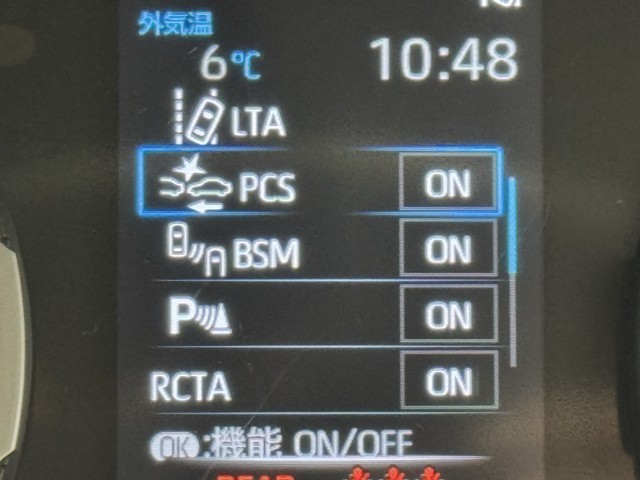 外気温
6℃ 10:48
LTA
PCS ON
BSM ON
P ON
RCTA ON
OK:機能 ON/OFF
REAR